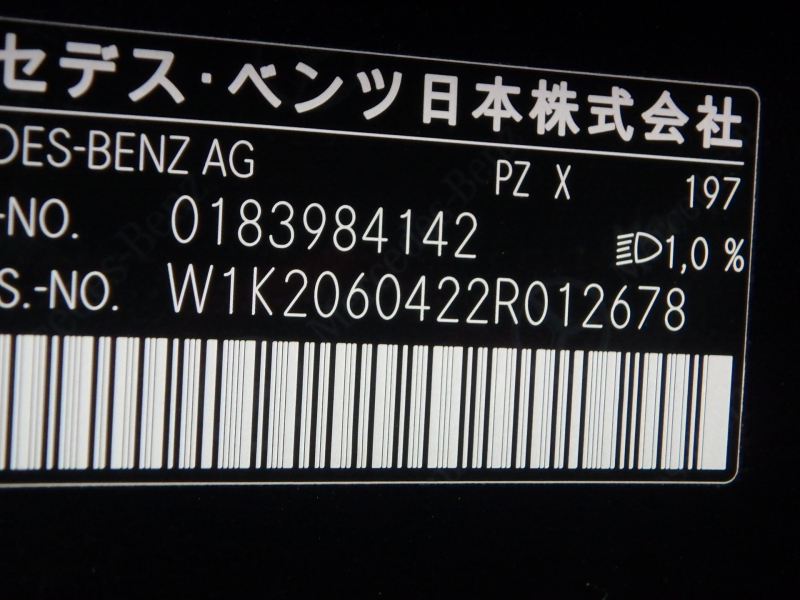 セデス・ベンツ日本株式会社
DES-BENZ AG
PZ X 197
-NO. 0183984142
1,0 %
S.-NO. W1K2060422R012678